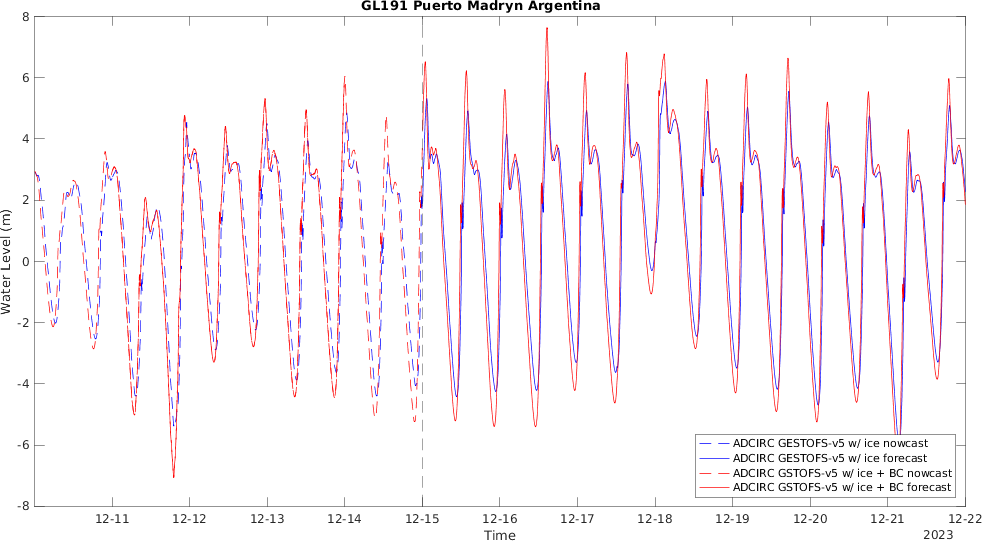 GL191 Puerto Madryn Argentina
8
6
4
2
0
-2
-4
-6
-8
Water Level (m)
ADCIRC GESTOFS-v5 w/ ice nowcast
ADCIRC GESTOFS-v5 w/ ice forecast
ADCIRC GSTOFS-v5 w/ ice + BC nowcast
ADCIRC GSTOFS-v5 w/ ice + BC forecast
12-11 12-12 12-13 12-14 12-15 12-16 12-17 12-18 12-19 12-20 12-21 12-22
Time 2023